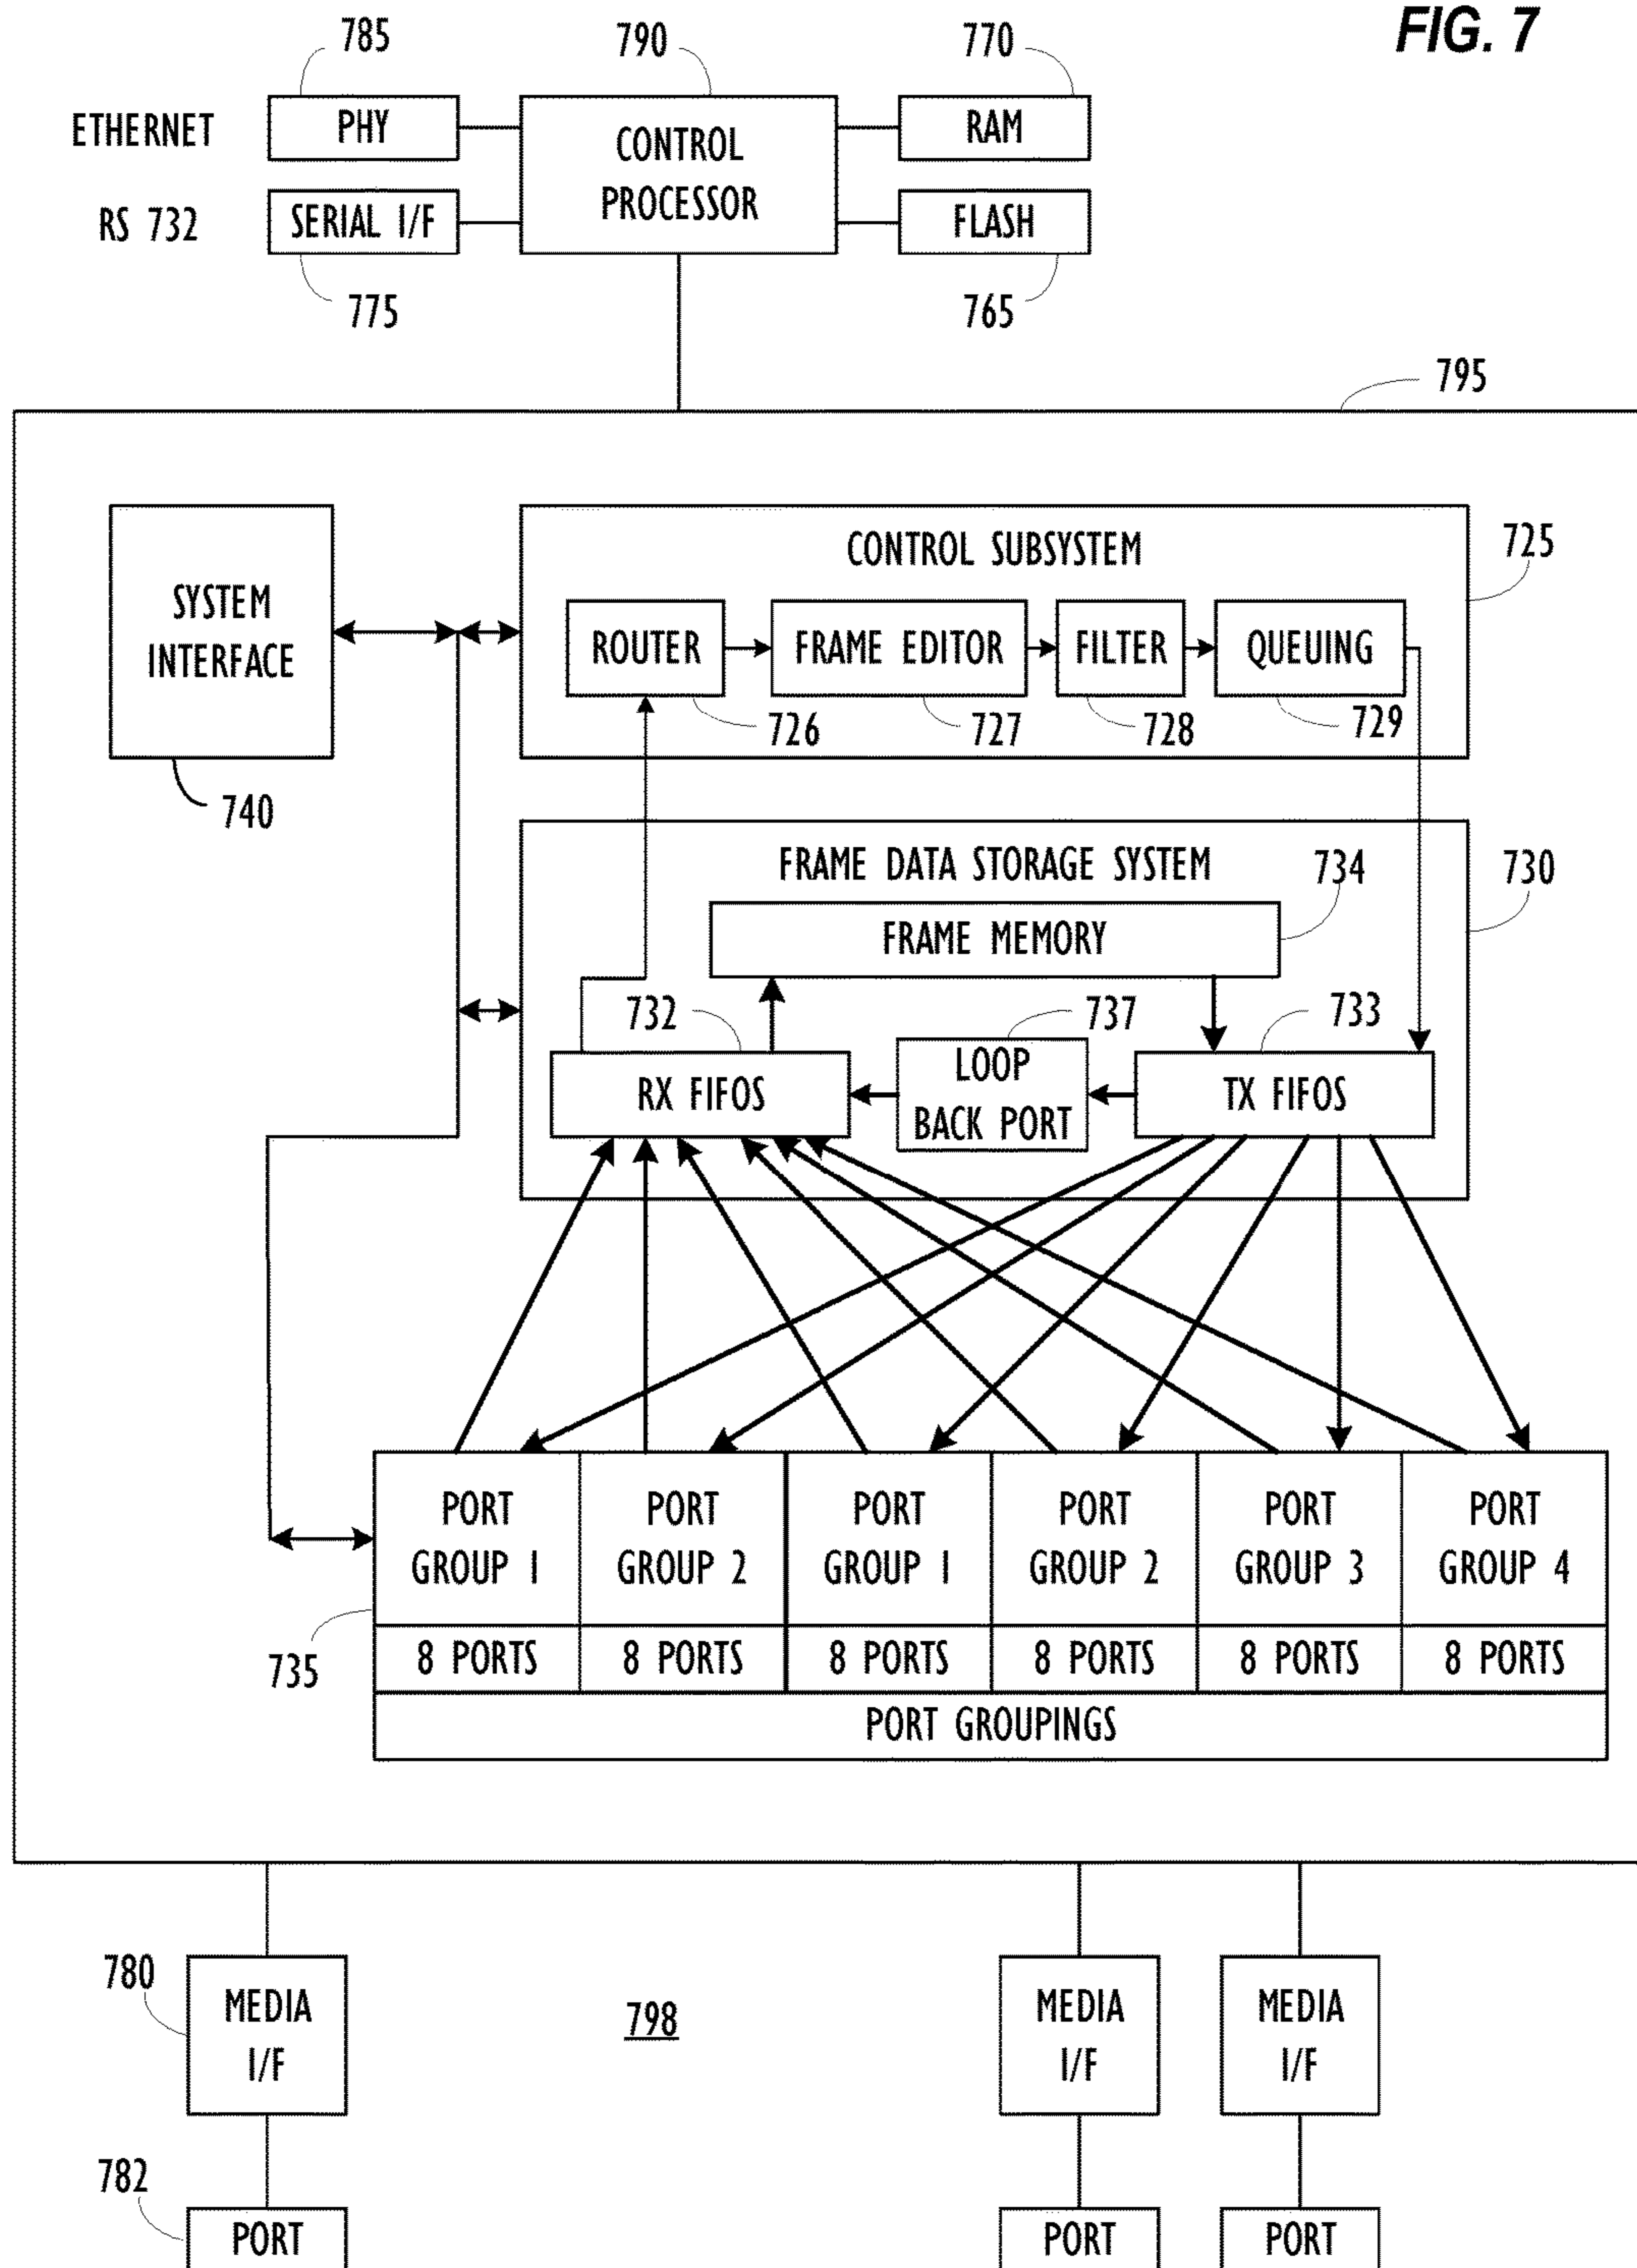 FIG. 7
785
790
770
ETHERNET
PHY
CONTROL
PROCESSOR
RAM
RS 732
SERIAL I/F
FLASH
775
765
795
SYSTEM
INTERFACE
740
CONTROL SUBSYSTEM
725
ROUTER
FRAME EDITOR
FILTER
QUEUING
726
727
728
729
FRAME DATA STORAGE SYSTEM
734
730
FRAME MEMORY
732
737
733
RX FIFOS
LOOP
BACK PORT
TX FIFOS
PORT
GROUP 1
PORT
GROUP 2
PORT
GROUP 1
PORT
GROUP 2
PORT
GROUP 3
PORT
GROUP 4
735
8 PORTS
8 PORTS
8 PORTS
8 PORTS
8 PORTS
8 PORTS
PORT GROUPINGS
780
MEDIA
I/F
798
MEDIA
I/F
MEDIA
I/F
782
PORT
PORT
PORT